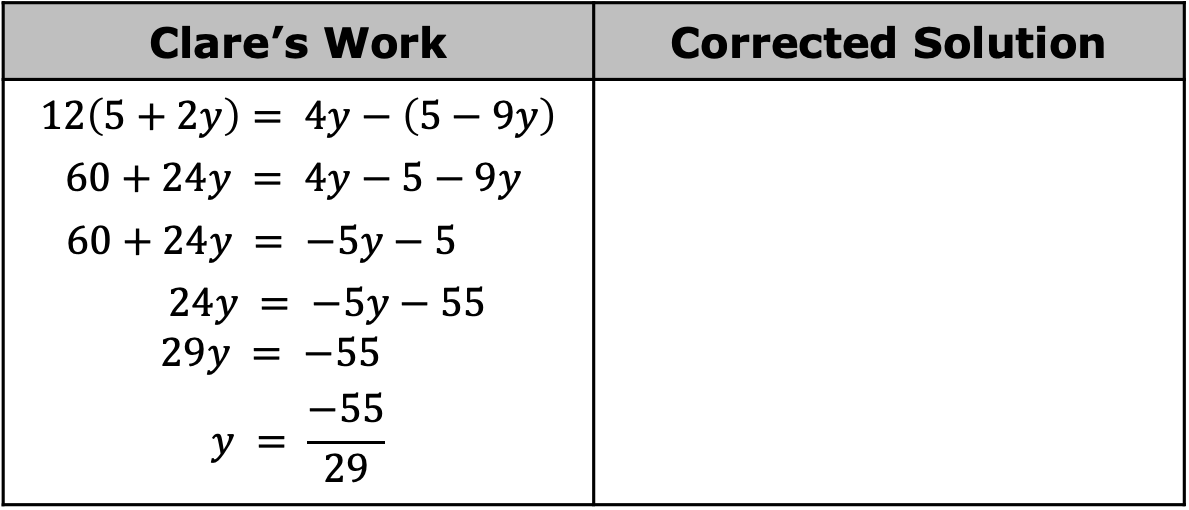 Clare’s Work
Corrected Solution
12(5 + 2y) = 4y − (5 − 9y)
60 + 24y = 4y − 5 − 9y
60 + 24y = −5y − 5
24y = −5y − 55
29y = −55
y = −55/29